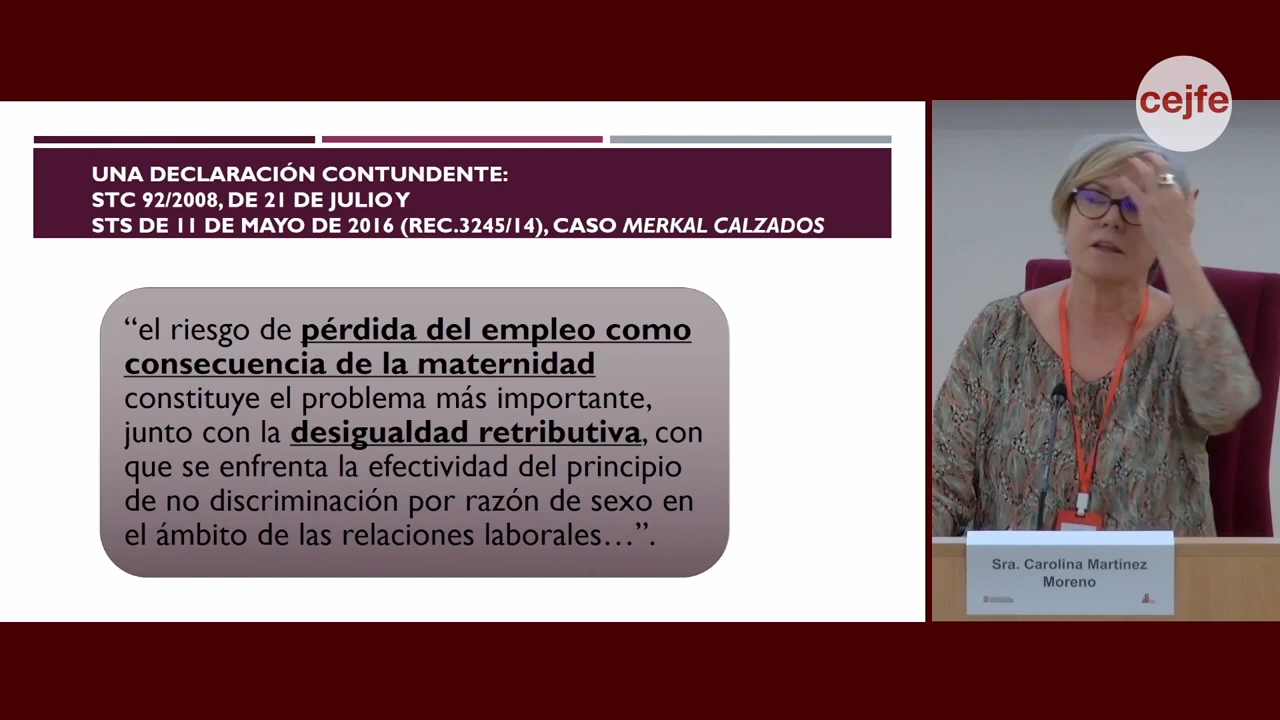 cejfe
UNA DECLARACIÓN CONTUNDENTE:
STC 92/2008, DE 21 DE JULIO Y
STS DE 11 DE MAYO DE 2016 (REC.3245/14), CASO MERKAL CALZADOS
“el riesgo de pérdida del empleo como
consecuencia de la maternidad
constituye el problema más importante,
junto con la desigualdad retributiva, con
que se enfrenta la efectividad del principio
de no discriminación por razón de sexo en
el ámbito de las relaciones laborales…”.
Sra. Carolina Martinez
Moreno